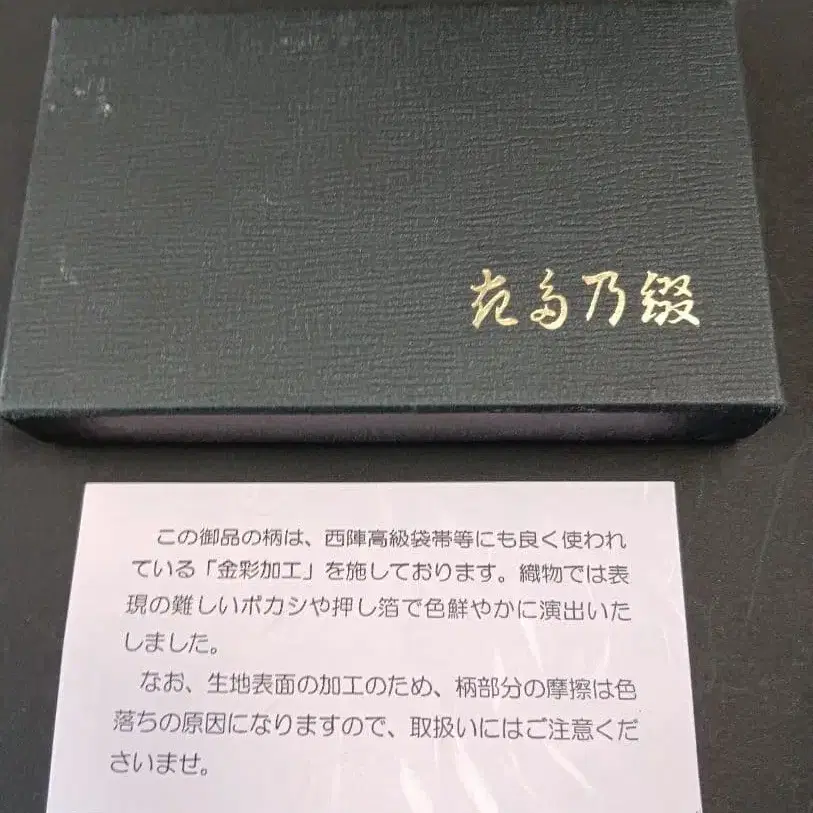 花鳥乃綴
この御品の柄は、西陣高級袋帯等にも良く使われ
ている「金彩加工」を施しております。織物では表
現の難しいボカシや押し箔で色鮮やかに演出いた
しました。
なお、生地表面の加工のため、柄部分の摩擦は色
落ちの原因になりますので、取扱いにはご注意くだ
さいませ。